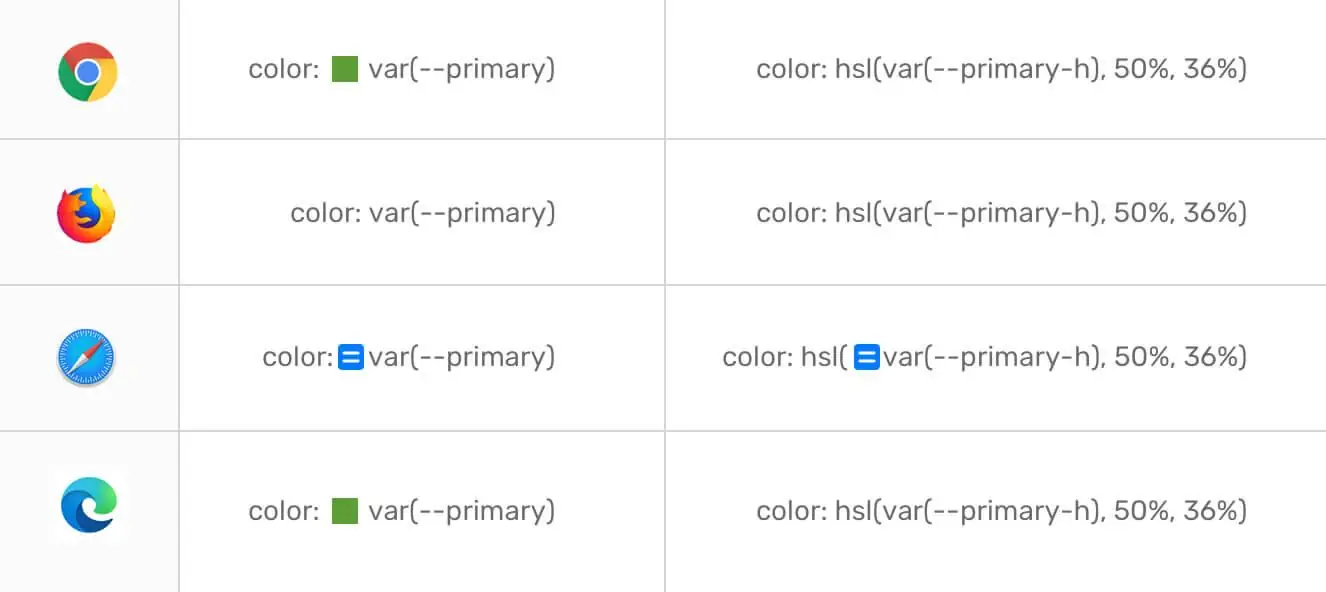 color: var(--primary)
color: hsl(var(--primary-h), 50%, 36%)
color: var(--primary)
color: hsl(var(--primary-h), 50%, 36%)
color: var(--primary)
color: hsl( var(--primary-h), 50%, 36%)
color: var(--primary)
color: hsl(var(--primary-h), 50%, 36%)